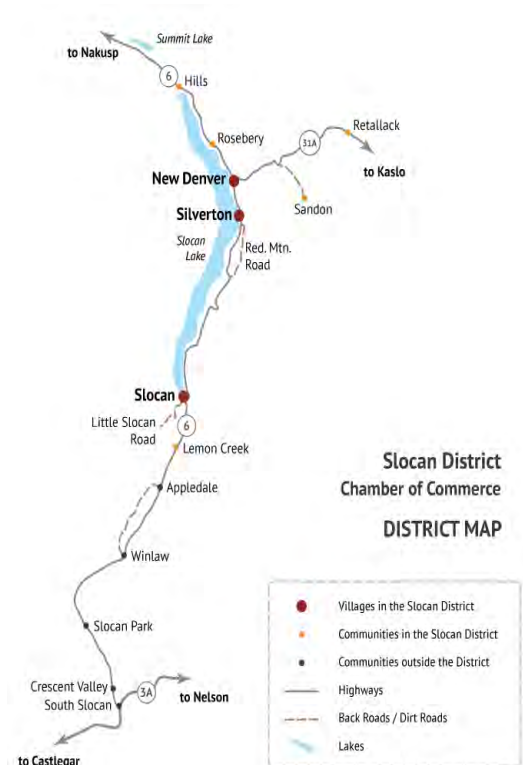 Summit Lake
to Nakusp
6
Hills
Rosebery
31A
Retallack
to Kaslo
New Denver
Sandon
Silverton
Slocan
Lake
Red. Mtn.
Road
Slocan
Little Slocan
Road
6
Lemon Creek
Slocan District
Chamber of Commerce
DISTRICT MAP
Appledale
Winlaw
Slocan Park
Crescent Valley
South Slocan
3A
to Nelson
to Castlegar
Villages in the Slocan District
Communities in the Slocan District
Communities outside the District
Highways
Back Roads / Dirt Roads
Lakes